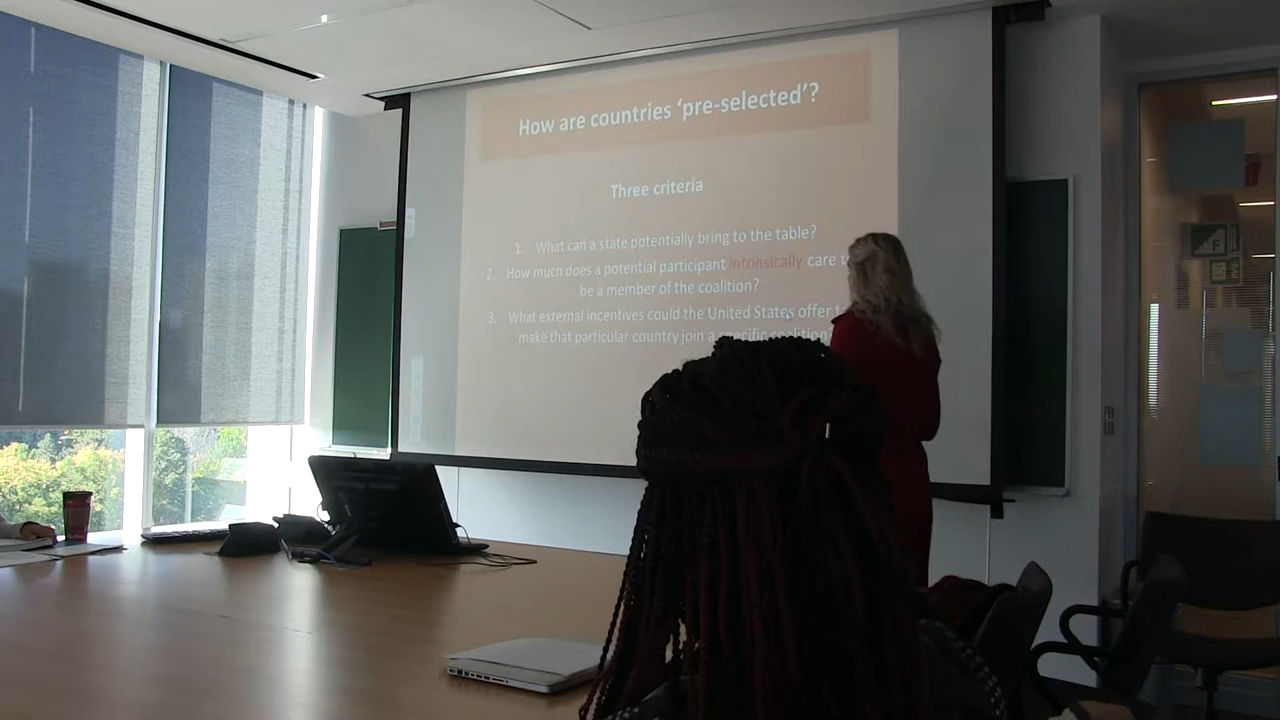 How are countries 'pre-selected'?
Three criteria
1. What can a state potentially bring to the table?
2. How much does a potential participant intrinsically care
be a member of the coalition?
3. What external incentives could the United States offer
make that particular country join a specific coalition
F